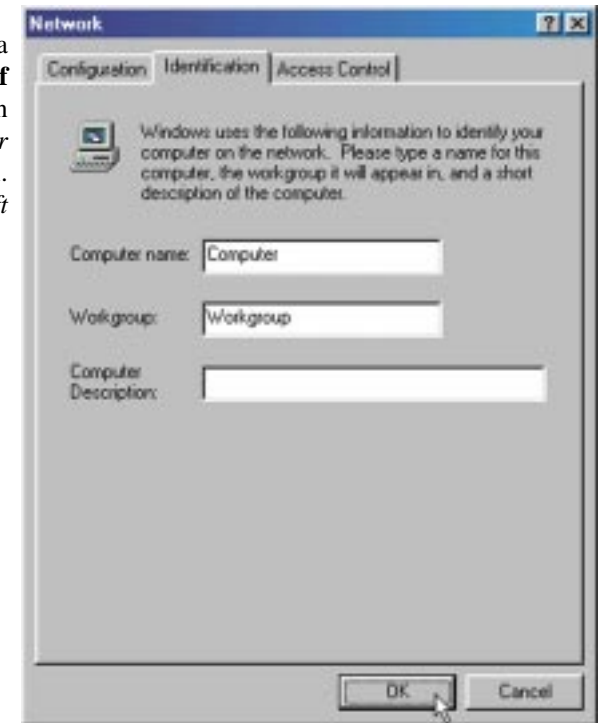 Network
Configuration Identification Access Control
a
f
n
r
.
ft
Windows uses the following information to identify your
computer on the network. Please type a name for this
computer, the workgroup it will appear in, and a short
description of the computer.
Computer name: Computer
Workgroup: Workgroup
Computer
Description:
OK Cancel